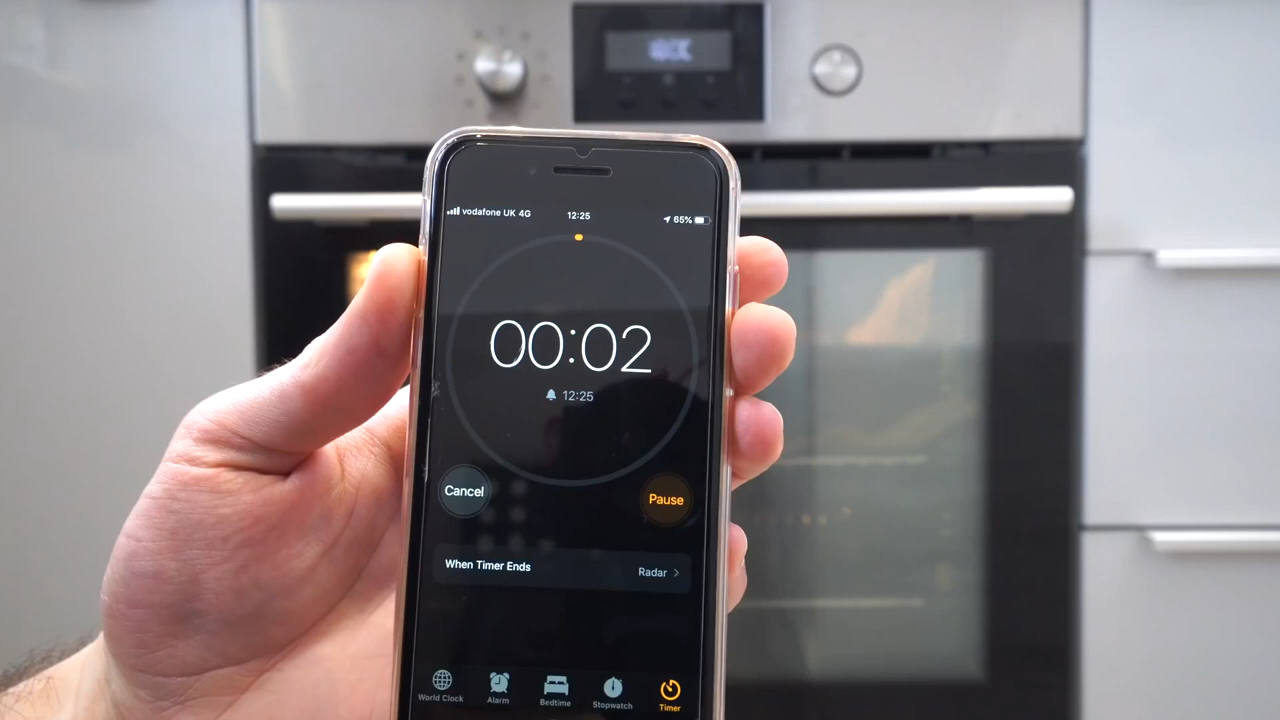 vodafone UK 4G 12:25 65%
00:02
12:25
Cancel Pause
When Timer Ends Radar
World Clock Alarm Bedtime Stopwatch Timer